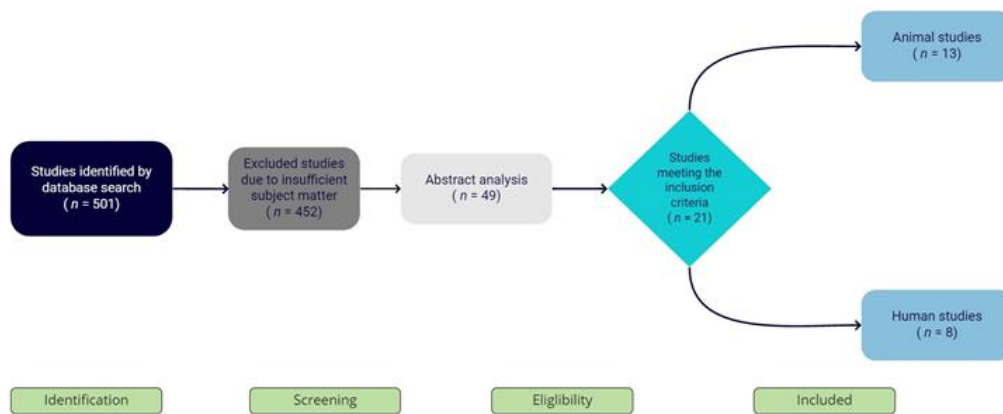 Studies identified by
database search
( n = 501)
Excluded studies
due to insufficient
subject matter
( n = 452)
Abstract analysis
( n = 49)
Studies
meeting the
inclusion
criteria
( n = 21)
Animal studies
( n = 13)
Human studies
( n = 8)
Identification
Screening
Eligibility
Included